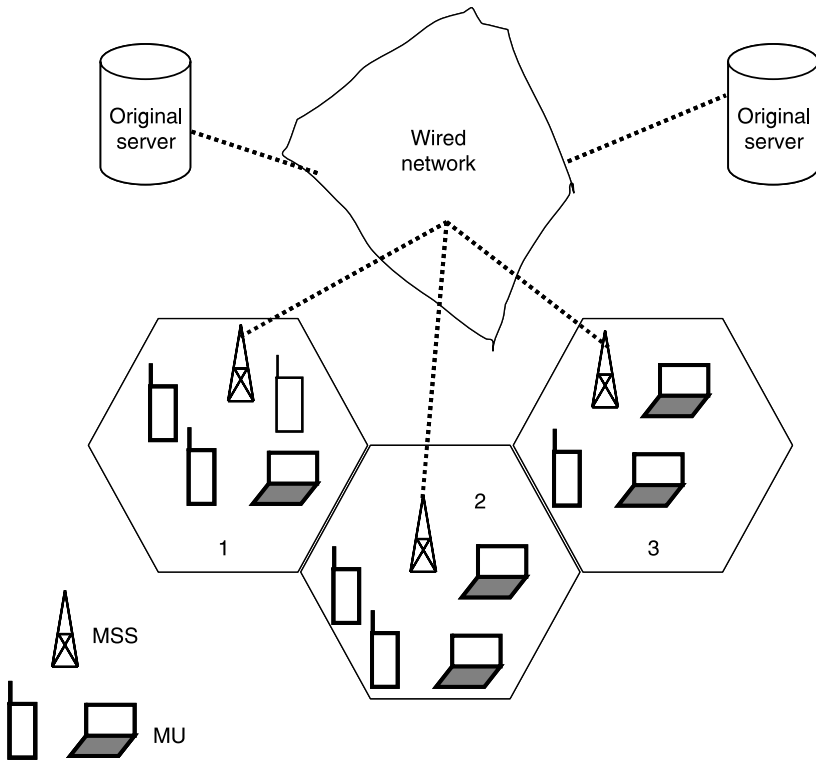 Original
server
Wired
network
Original
server
1
2
3
MSS
MU